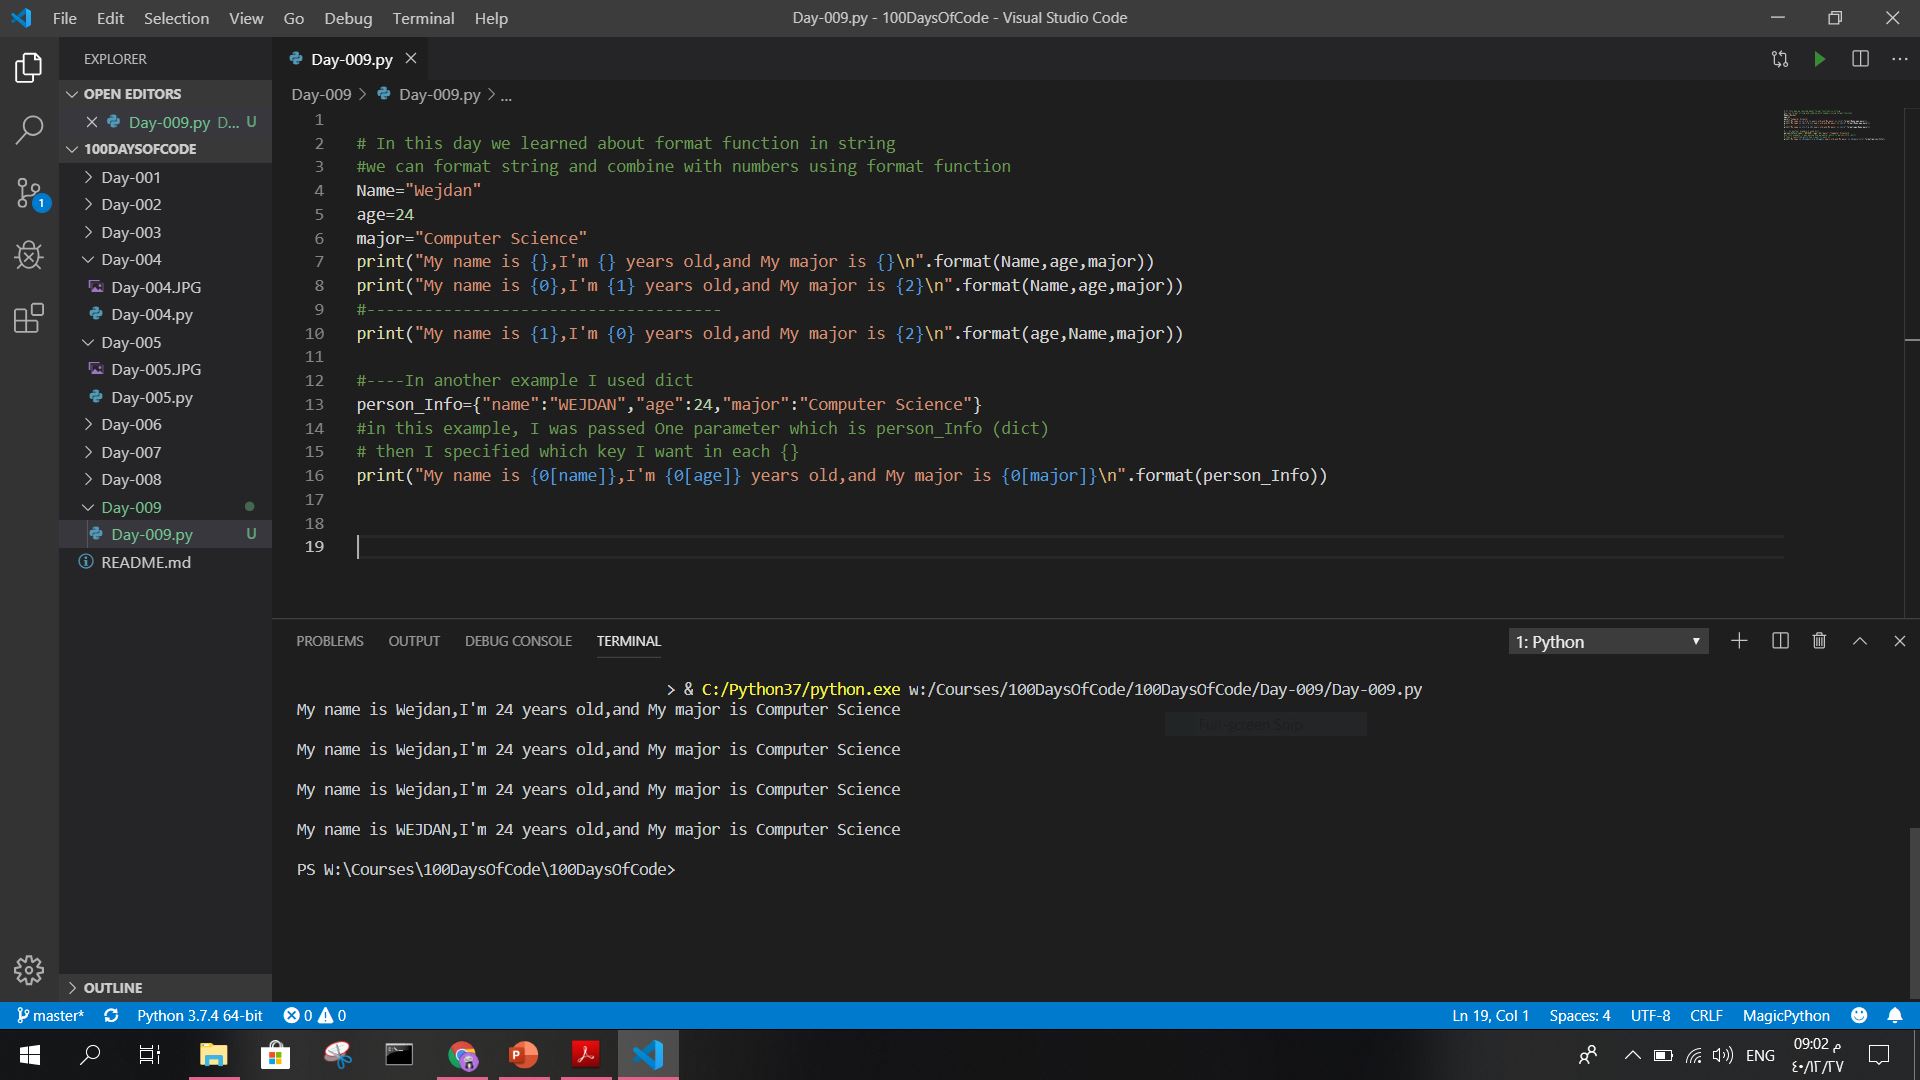 File Edit Selection View Go Debug Terminal Help
Day-009.py - 100DaysOfCode - Visual Studio Code
EXPLORER
OPEN EDITORS
Day-009.py D... U
100DAYSOFCODE
Day-001
Day-002
Day-003
Day-004
Day-004.JPG
Day-004.py
Day-005
Day-005.JPG
Day-005.py
Day-006
Day-007
Day-008
Day-009
Day-009.py U
README.md
OUTLINE
1
Day-009.py
Day-009 > Day-009.py > ...
1
2 # In this day we learned about format function in string
3 #we can format string and combine with numbers using format function
4 Name="Wejdan"
5 age=24
6 major="Computer Science"
7 print("My name is {},I'm {} years old,and My major is {}\n".format(Name,age,major))
8 print("My name is {0},I'm {1} years old,and My major is {2}\n".format(Name,age,major))
9 #-------------------------------------
10 print("My name is {1},I'm {0} years old,and My major is {2}\n".format(age,Name,major))
11
12 #----In another example I used dict
13 person_Info={"name":"WEJDAN","age":24,"major":"Computer Science"}
14 #in this example, I was passed One parameter which is person_Info (dict)
15 # then I specified which key I want in each {}
16 print("My name is {0[name]},I'm {0[age]} years old,and My major is {0[major]}\n".format(person_Info))
17
18
19
PROBLEMS OUTPUT DEBUG CONSOLE TERMINAL
1: Python
> & C:/Python37/python.exe w:/Courses/100DaysOfCode/100DaysOfCode/Day-009/Day-009.py
My name is Wejdan,I'm 24 years old,and My major is Computer Science
Full-screen Snip
My name is Wejdan,I'm 24 years old,and My major is Computer Science
My name is Wejdan,I'm 24 years old,and My major is Computer Science
My name is WEJDAN,I'm 24 years old,and My major is Computer Science
PS W:\Courses\100DaysOfCode\100DaysOfCode>
master* Python 3.7.4 64-bit 0 0
Ln 19, Col 1 Spaces: 4 UTF-8 CRLF MagicPython
ENG
09:02 م
٤٠/١٢/٢٧